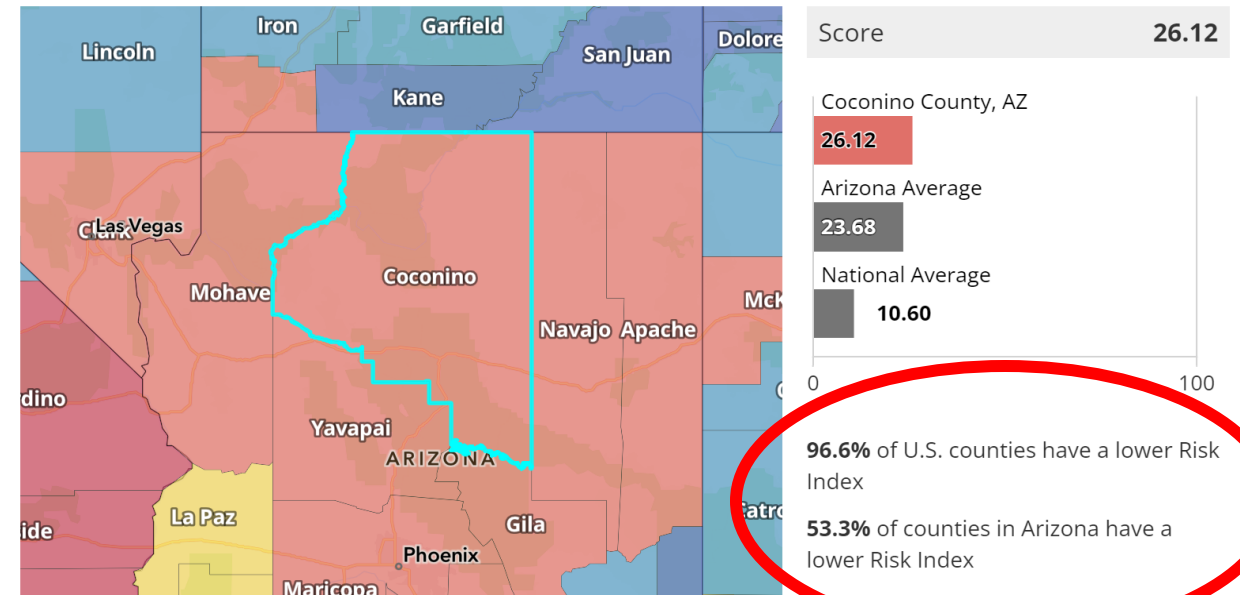 Iron
Garfield
Lincoln
San Juan
Dolore
Kane
Clark
Las Vegas
Mohave
Coconino
McK
Navajo
Apache
dino
Yavapai
ARIZONA
La Paz
Gila
ide
Phoenix
Maricopa
Catro
Score 26.12
Coconino County, AZ
26.12
Arizona Average
23.68
National Average
10.60
0 100
96.6% of U.S. counties have a lower Risk
Index
53.3% of counties in Arizona have a
lower Risk Index